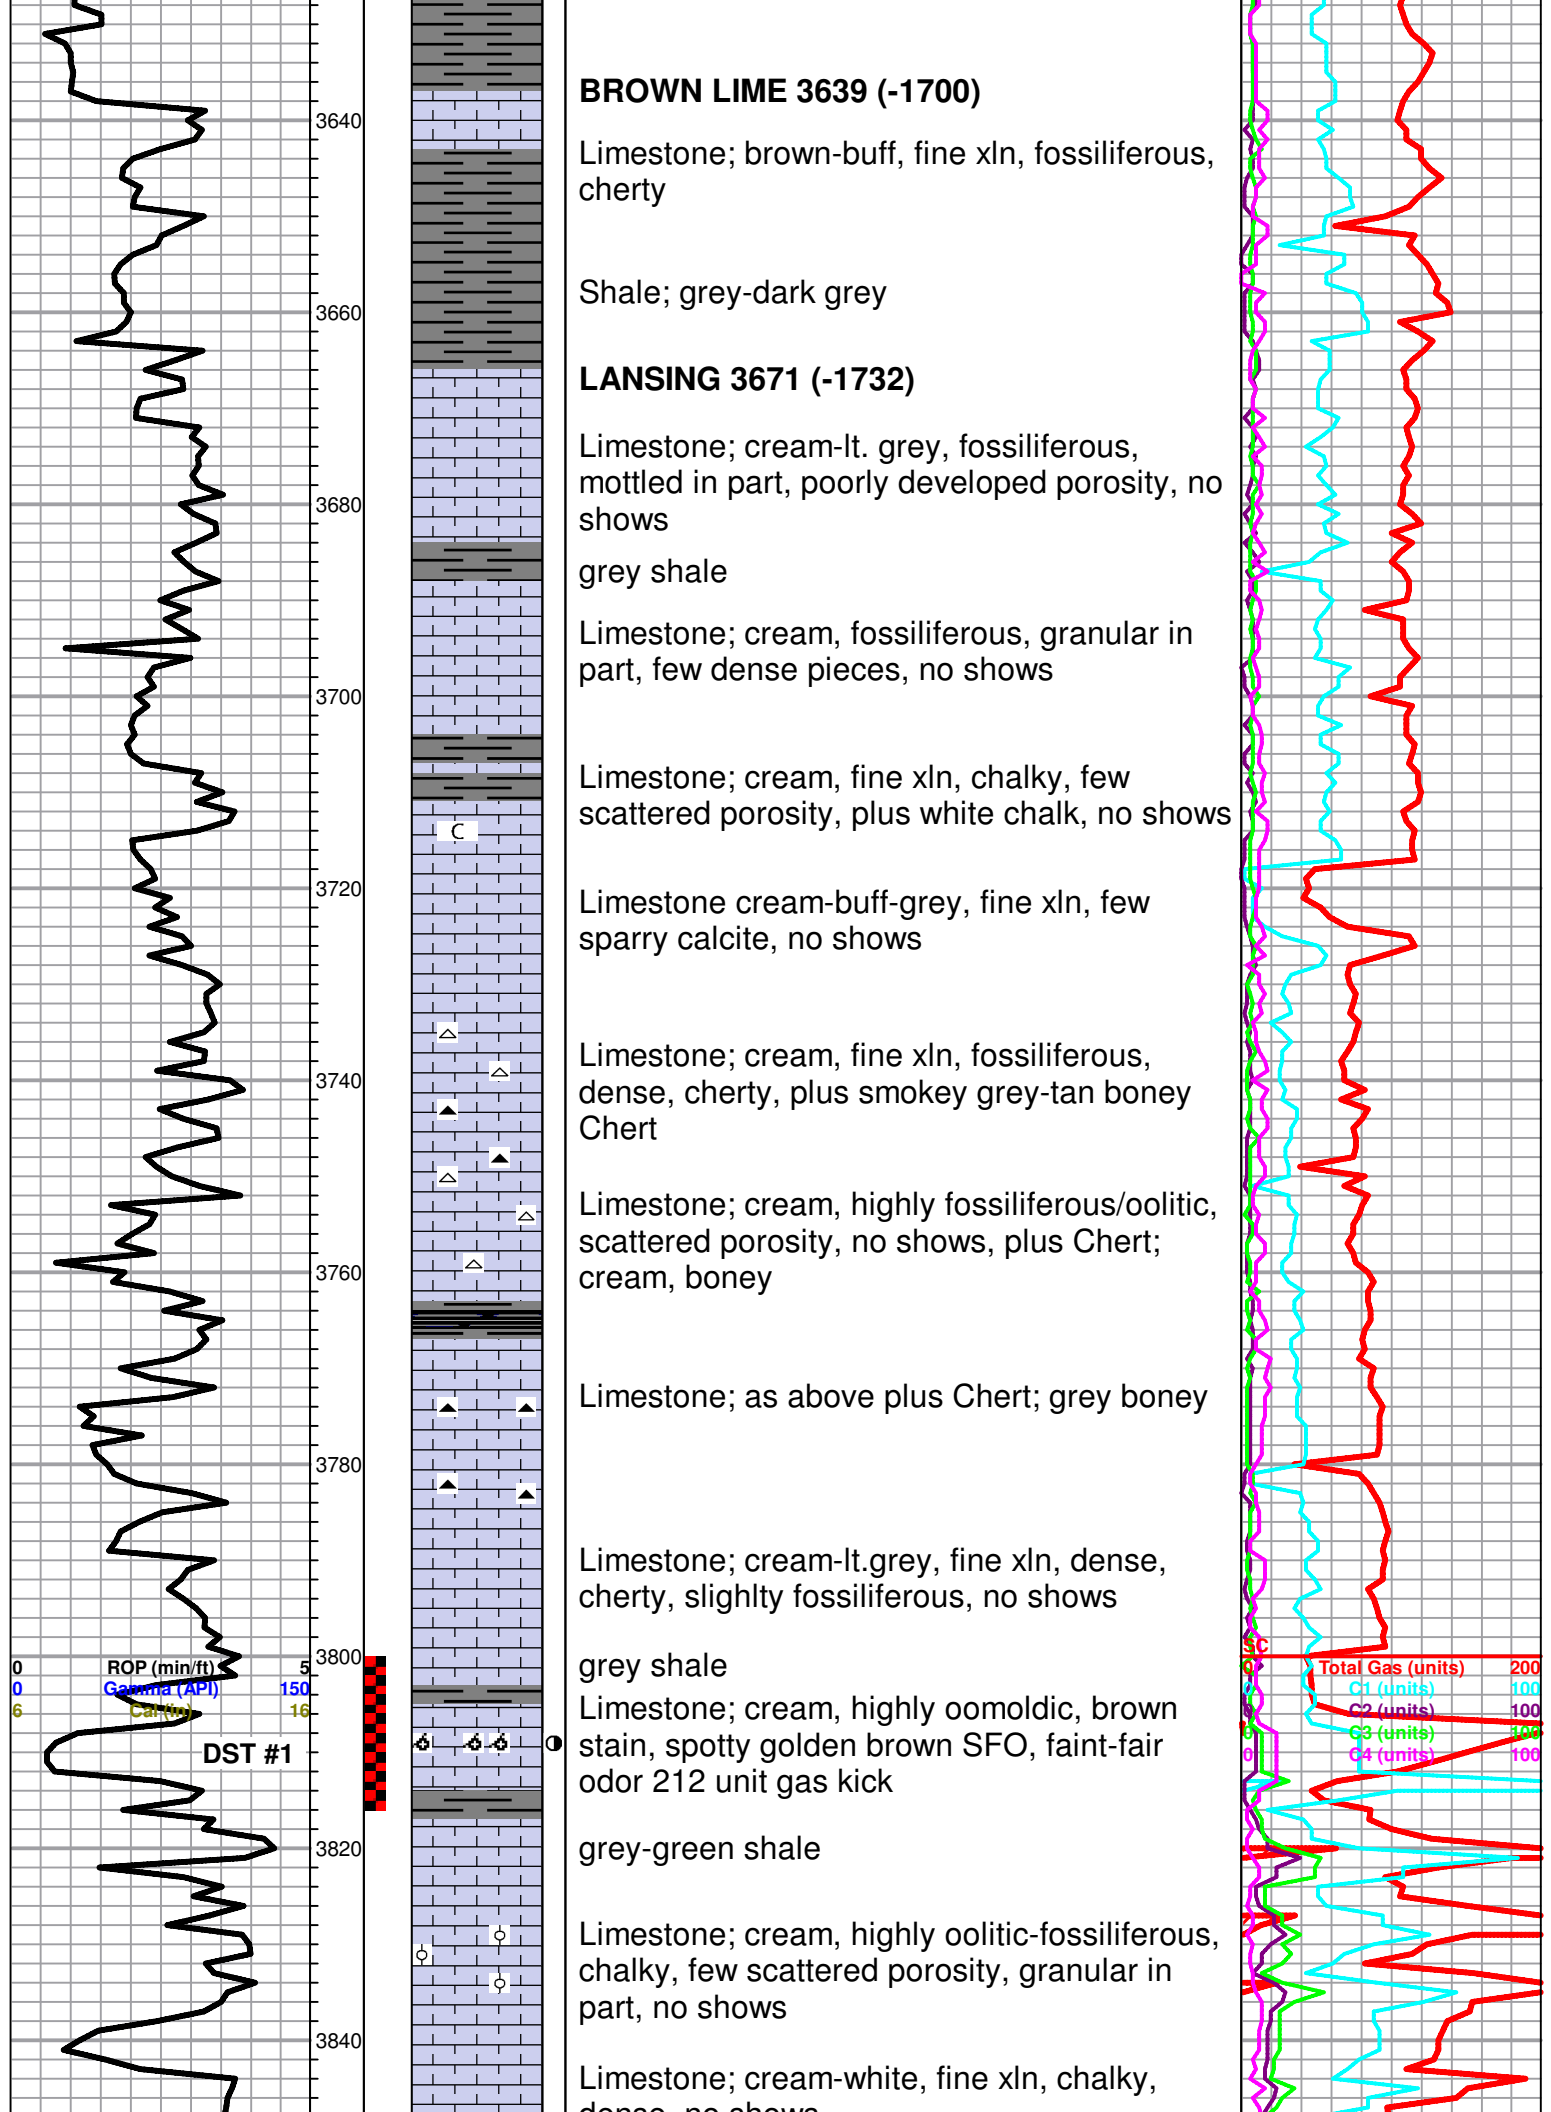 BROWN LIME 3639 (-1700)
3640
Limestone; brown-buff, fine xln, fossiliferous,
cherty
Shale; grey-dark grey
3660
LANSING 3671 (-1732)
Limestone; cream-lt. grey, fossiliferous,
mottled in part, poorly developed porosity, no
3680
shows
grey shale
Limestone; cream, fossiliferous, granular in
part, few dense pieces, no shows
3700
Limestone; cream, fine xln, chalky, few
scattered porosity, plus white chalk, no shows
C
3720
Limestone cream-buff-grey, fine xln, few
sparry calcite, no shows
Limestone; cream, fine xln, fossiliferous,
3740
dense, cherty, plus smokey grey-tan boney
Chert
Limestone; cream, highly fossiliferous/oolitic,
scattered porosity, no shows, plus Chert;
3760
cream, boney
Limestone; as above plus Chert; grey boney
3780
Limestone; cream-lt.grey, fine xln, dense,
cherty, slighlty fossiliferous, no shows
SC
3800
grey shale
0 ROP (min/ft) 5
0 Total Gas (units) 200
0 Gamma (API) 150
C1 (units) 100
Limestone; cream, highly oomoldic, brown
6 Cal (in) 16
0 C2 (units) 100
0 C3 (units) 100
DST #1
stain, spotty golden brown SFO, faint-fair
0 C4 (units) 100
odor 212 unit gas kick
3820
grey-green shale
Limestone; cream, highly oolitic-fossiliferous,
chalky, few scattered porosity, granular in
part, no shows
3840
Limestone; cream-white, fine xln, chalky,
dense, no shows